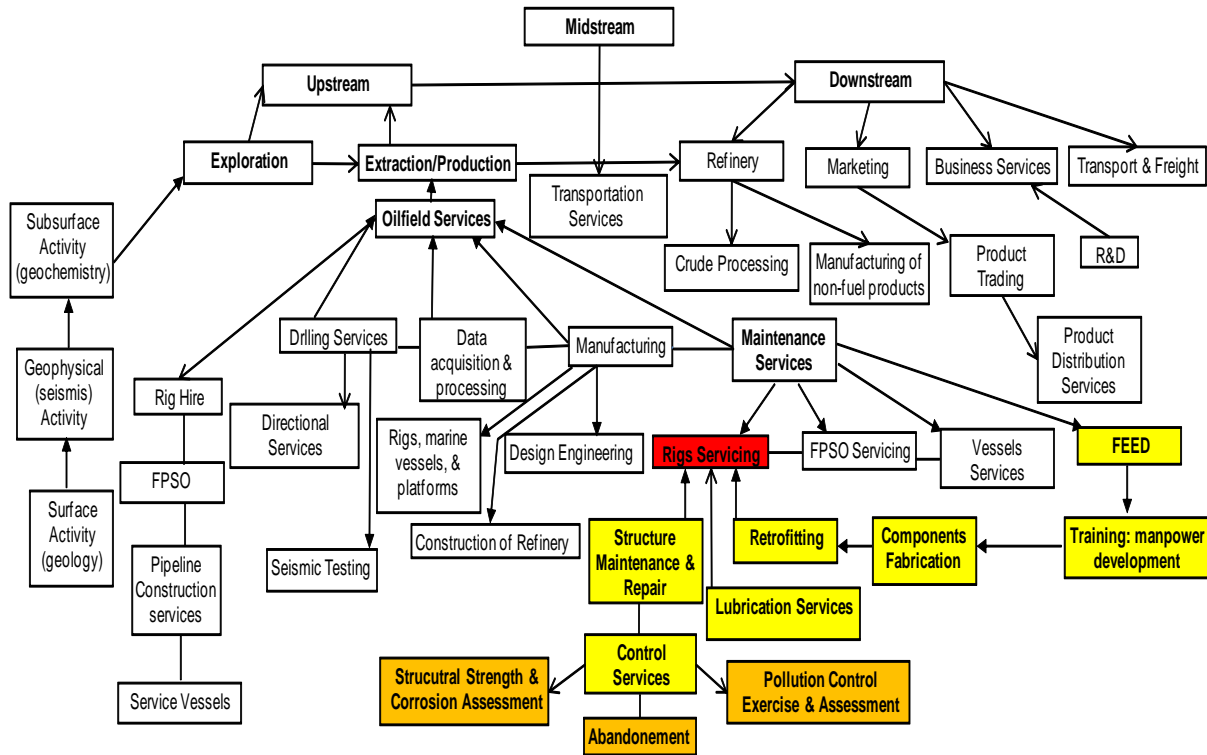 Midstream
Upstream
Downstream
Exploration
Extraction/Production
Refinery
Marketing
Business Services
Transport & Freight
Transportation
Services
Subsurface
Activity
(geochemistry)
Oilfield Services
Crude Processing
Manufacturing of
non-fuel products
Product
Trading
R&D
Geophysical
(seismis)
Activity
Drlling Services
Data
acquisition &
processing
Manufacturing
Maintenance
Services
Product
Distribution
Services
Rig Hire
Directional
Services
Rigs, marine
vessels, &
platforms
Design Engineering
Rigs Servicing
FPSO Servicing
Vessels
Services
FEED
FPSO
Surface
Activity
(geology)
Pipeline
Construction
services
Seismic Testing
Construction of Refinery
Structure
Maintenance &
Repair
Retrofitting
Components
Fabrication
Training: manpower
development
Lubrication Services
Service Vessels
Strucutral Strength &
Corrosion Assessment
Control
Services
Pollution Control
Exercise & Assessment
Abandonement